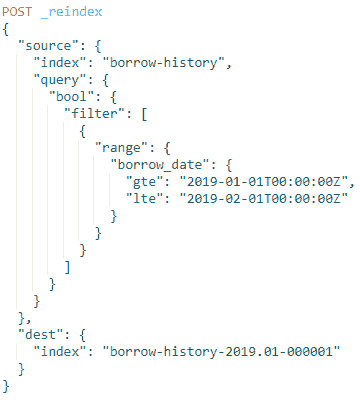 POST _reindex
{
  "source": {
    "index": "borrow-history",
    "query": {
      "bool": {
        "filter": [
          {
            "range": {
              "borrow_date": {
                "gte": "2019-01-01T00:00:00Z",
                "lte": "2019-02-01T00:00:00Z"
              }
            }
          }
        ]
      }
    }
  },
  "dest": {
    "index": "borrow-history-2019.01-000001"
  }
}